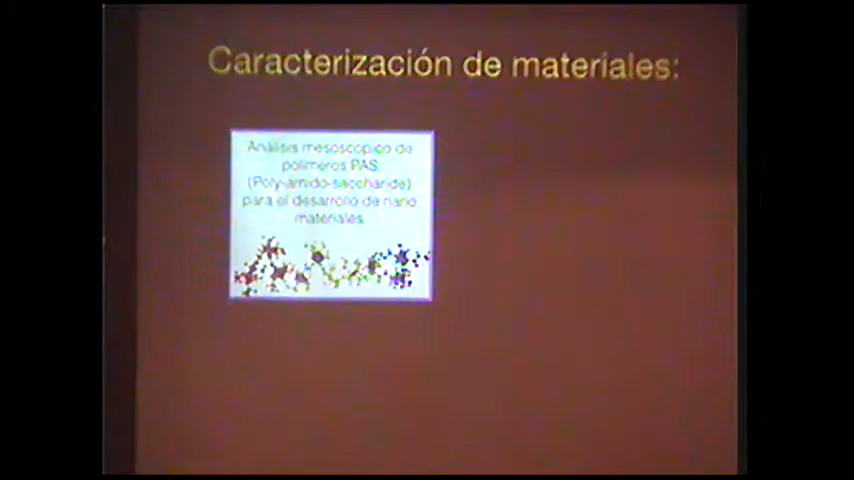 Caracterización de materiales:
Análisis mesoscópico de
polímeros PAS
(Poly-amido-saccharide)
para el desarrollo de nano
materiales